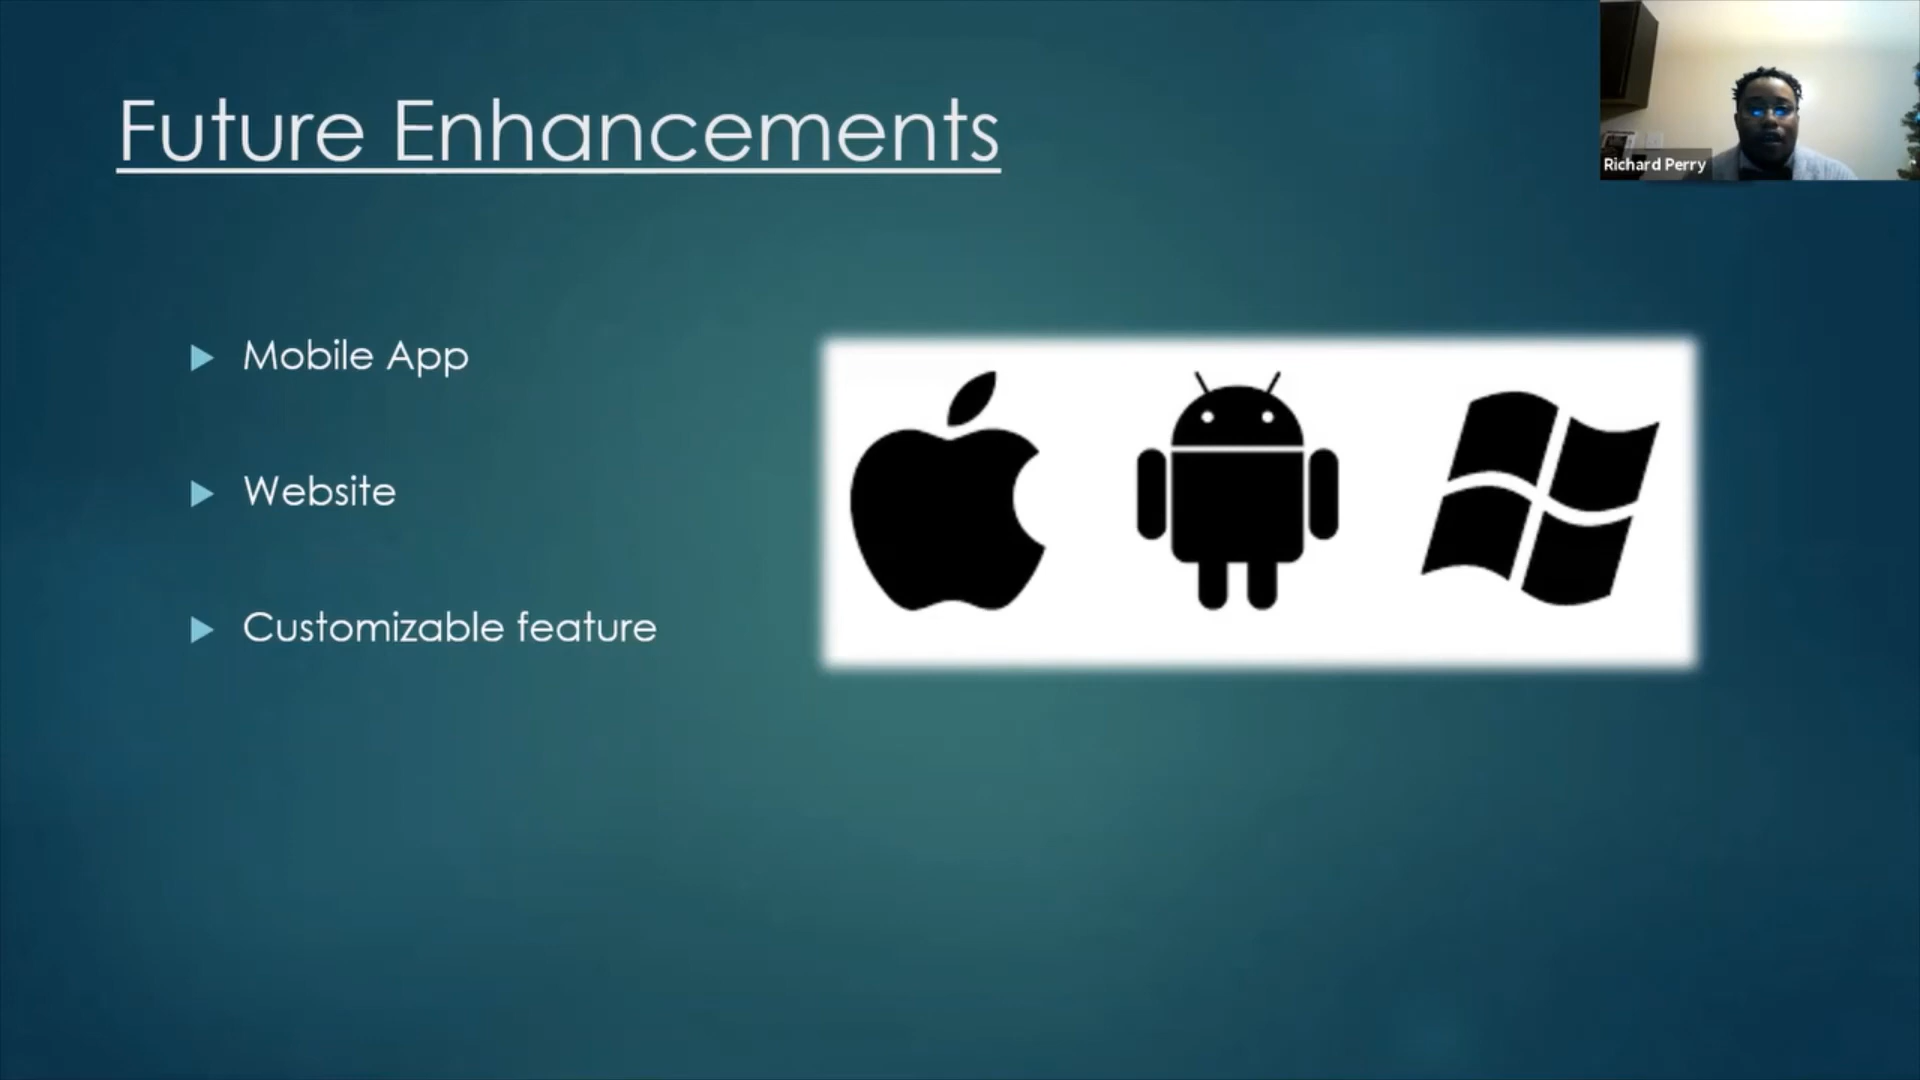 Future Enhancements
Richard Perry
Mobile App
Website
Customizable feature